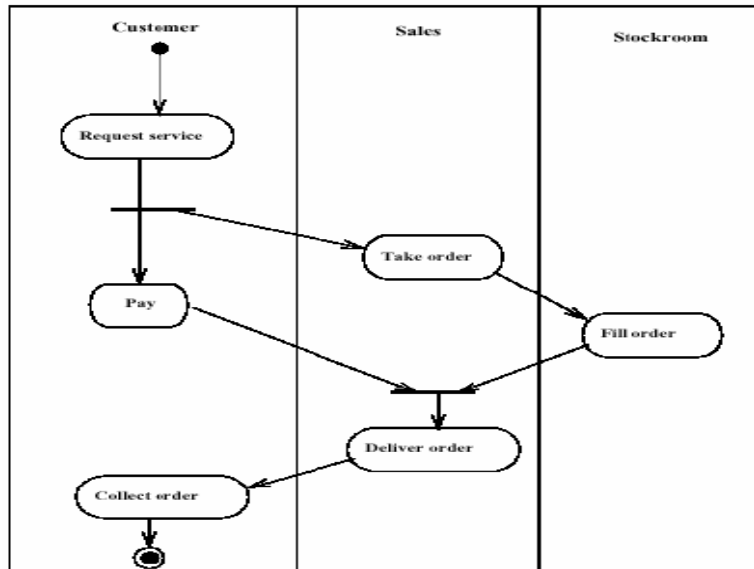 Customer
Sales
Stockroom
Request service
Take order
Pay
Fill order
Deliver order
Collect order